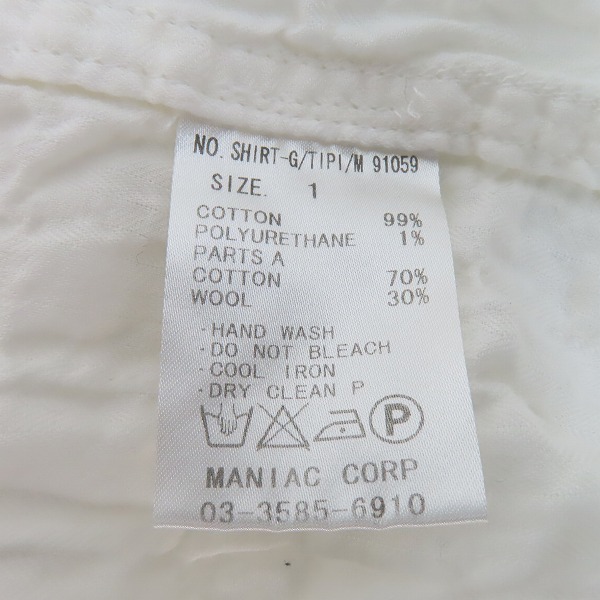 NO. SHIRT-G/TIPI/M 91059
SIZE. 1
COTTON 99%
POLYURETHANE 1%
PARTS A
COTTON 70%
WOOL 30%
・HAND WASH
・DO NOT BLEACH
・COOL IRON
・DRY CLEAN P
P
MANIAC CORP
03-3585-6910